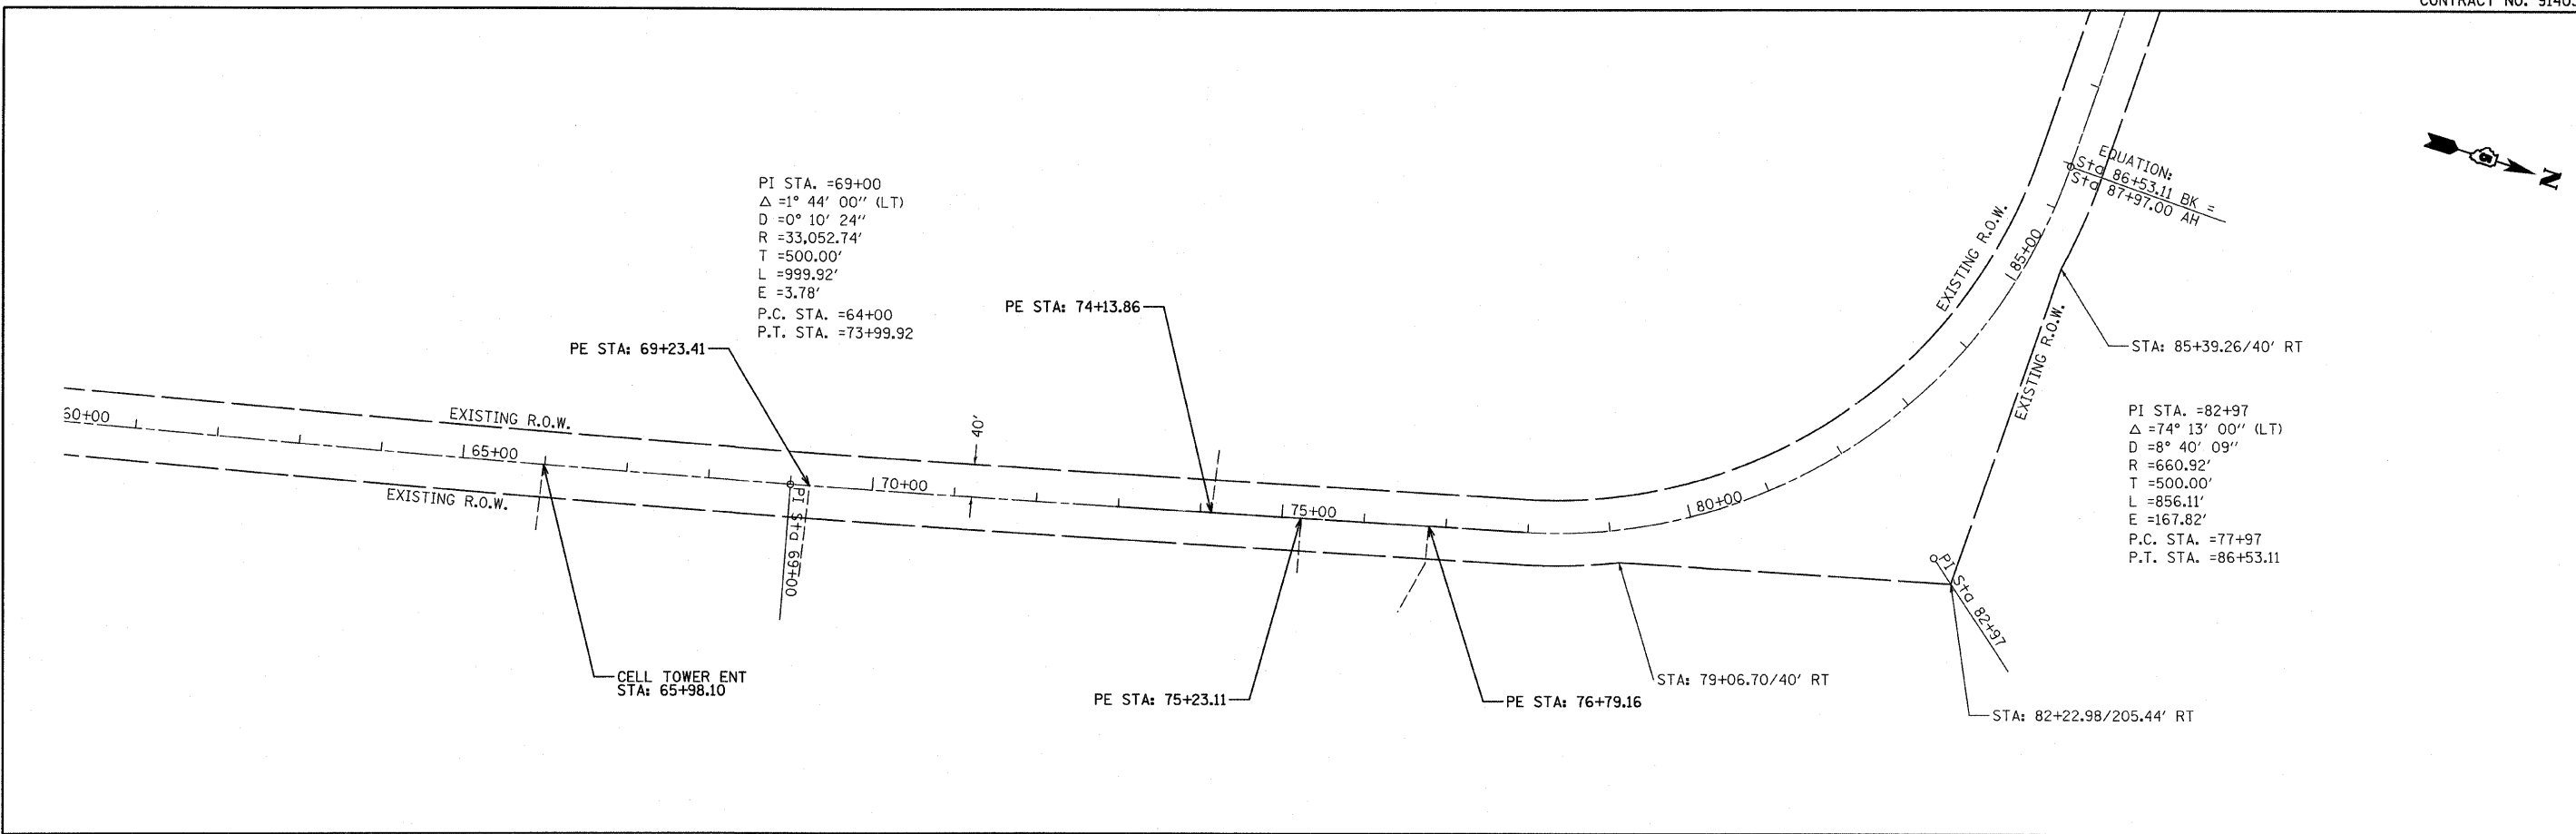 PI STA. =69+00
Δ =1° 44' 00'' (LT)
D =0° 10' 24''
R =33,052.74'
T =500.00'
L =999.92'
E =3.78'
P.C. STA. =64+00
P.T. STA. =73+99.92
PE STA: 69+23.41
PE STA: 74+13.86
EXISTING R.O.W.
65+00
EXISTING R.O.W.
CELL TOWER ENT
STA: 65+98.10
PI Sta 69+00
70+00
40'
75+00
PE STA: 75+23.11
PE STA: 76+79.16
80+00
STA: 79+06.70/40' RT
EXISTING R.O.W.
85+00
EQUATION:
Sta 86+53.11 BK =
Sta 87+97.00 AH
EXISTING R.O.W.
STA: 85+39.26/40' RT
PI STA. =82+97
Δ =74° 13' 00'' (LT)
D =8° 40' 09''
R =660.92'
T =500.00'
L =856.11'
E =167.82'
P.C. STA. =77+97
P.T. STA. =86+53.11
PI Sta 82+97
STA: 82+22.98/205.44' RT
N